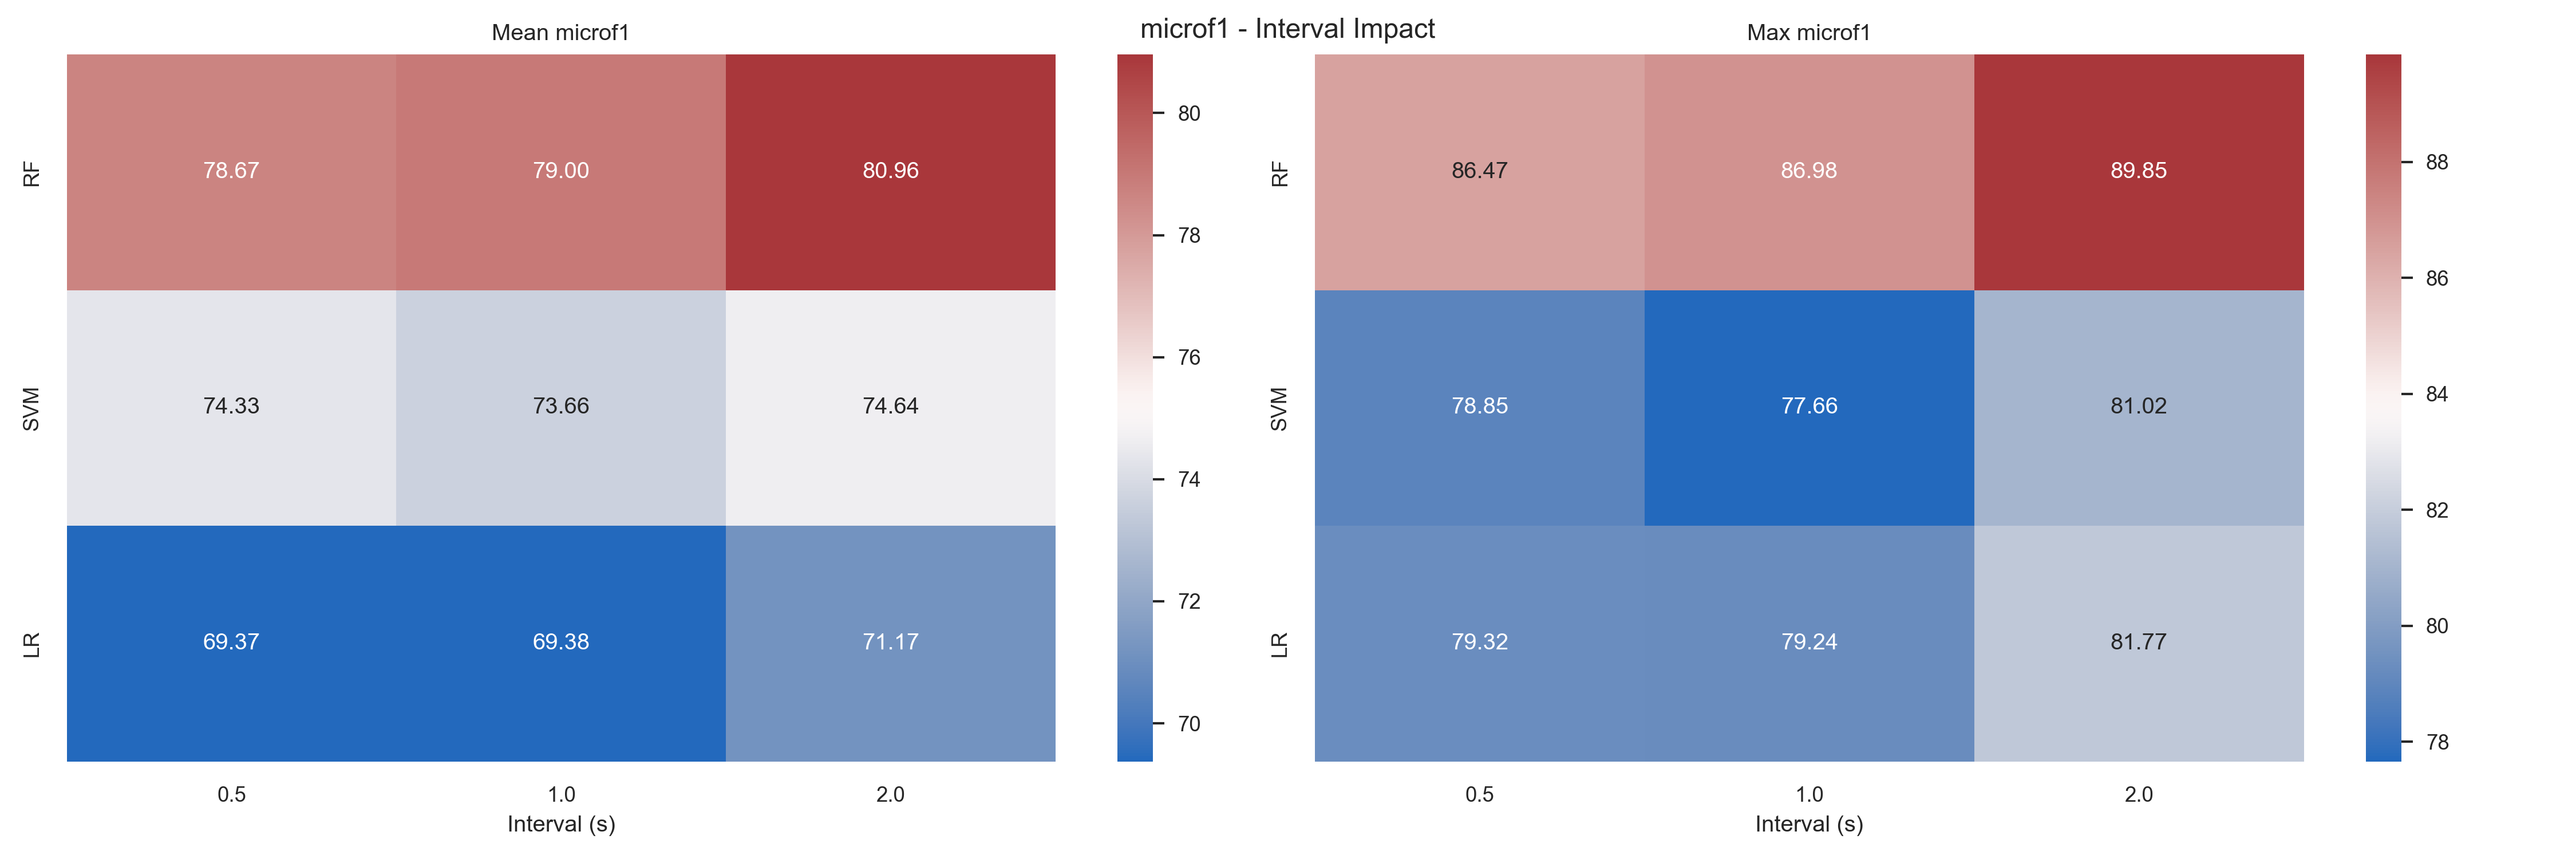 microf1 - Interval Impact
Mean microf1
RF
78.67 79.00 80.96
SVM
74.33 73.66 74.64
LR
69.37 69.38 71.17
0.5 1.0 2.0
Interval (s)
80
78
76
74
72
70
Max microf1
RF
86.47 86.98 89.85
SVM
78.85 77.66 81.02
LR
79.32 79.24 81.77
0.5 1.0 2.0
Interval (s)
88
86
84
82
80
78